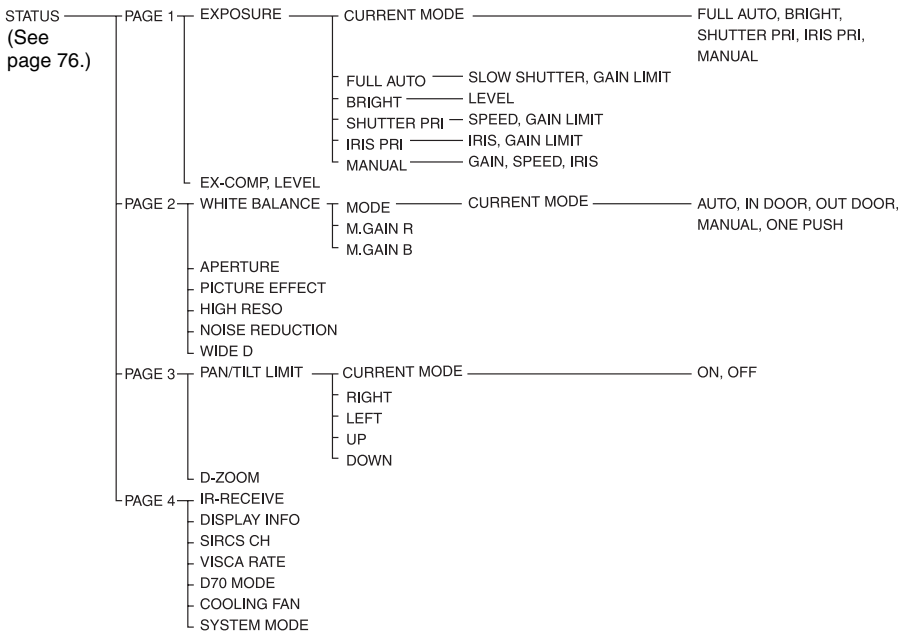 STATUS PAGE 1 EXPOSURE CURRENT MODE FULL AUTO, BRIGHT,
(See SHUTTER PRI, IRIS PRI,
page 76.) MANUAL
FULL AUTO SLOW SHUTTER, GAIN LIMIT
BRIGHT LEVEL
SHUTTER PRI SPEED, GAIN LIMIT
IRIS PRI IRIS, GAIN LIMIT
MANUAL GAIN, SPEED, IRIS
EX-COMP, LEVEL
PAGE 2 WHITE BALANCE MODE CURRENT MODE AUTO, IN DOOR, OUT DOOR,
M.GAIN R MANUAL, ONE PUSH
M.GAIN B
APERTURE
PICTURE EFFECT
HIGH RESO
NOISE REDUCTION
WIDE D
PAGE 3 PAN/TILT LIMIT CURRENT MODE ON, OFF
RIGHT
LEFT
UP
DOWN
D-ZOOM
PAGE 4 IR-RECEIVE
DISPLAY INFO
SIRCS CH
VISCA RATE
D70 MODE
COOLING FAN
SYSTEM MODE